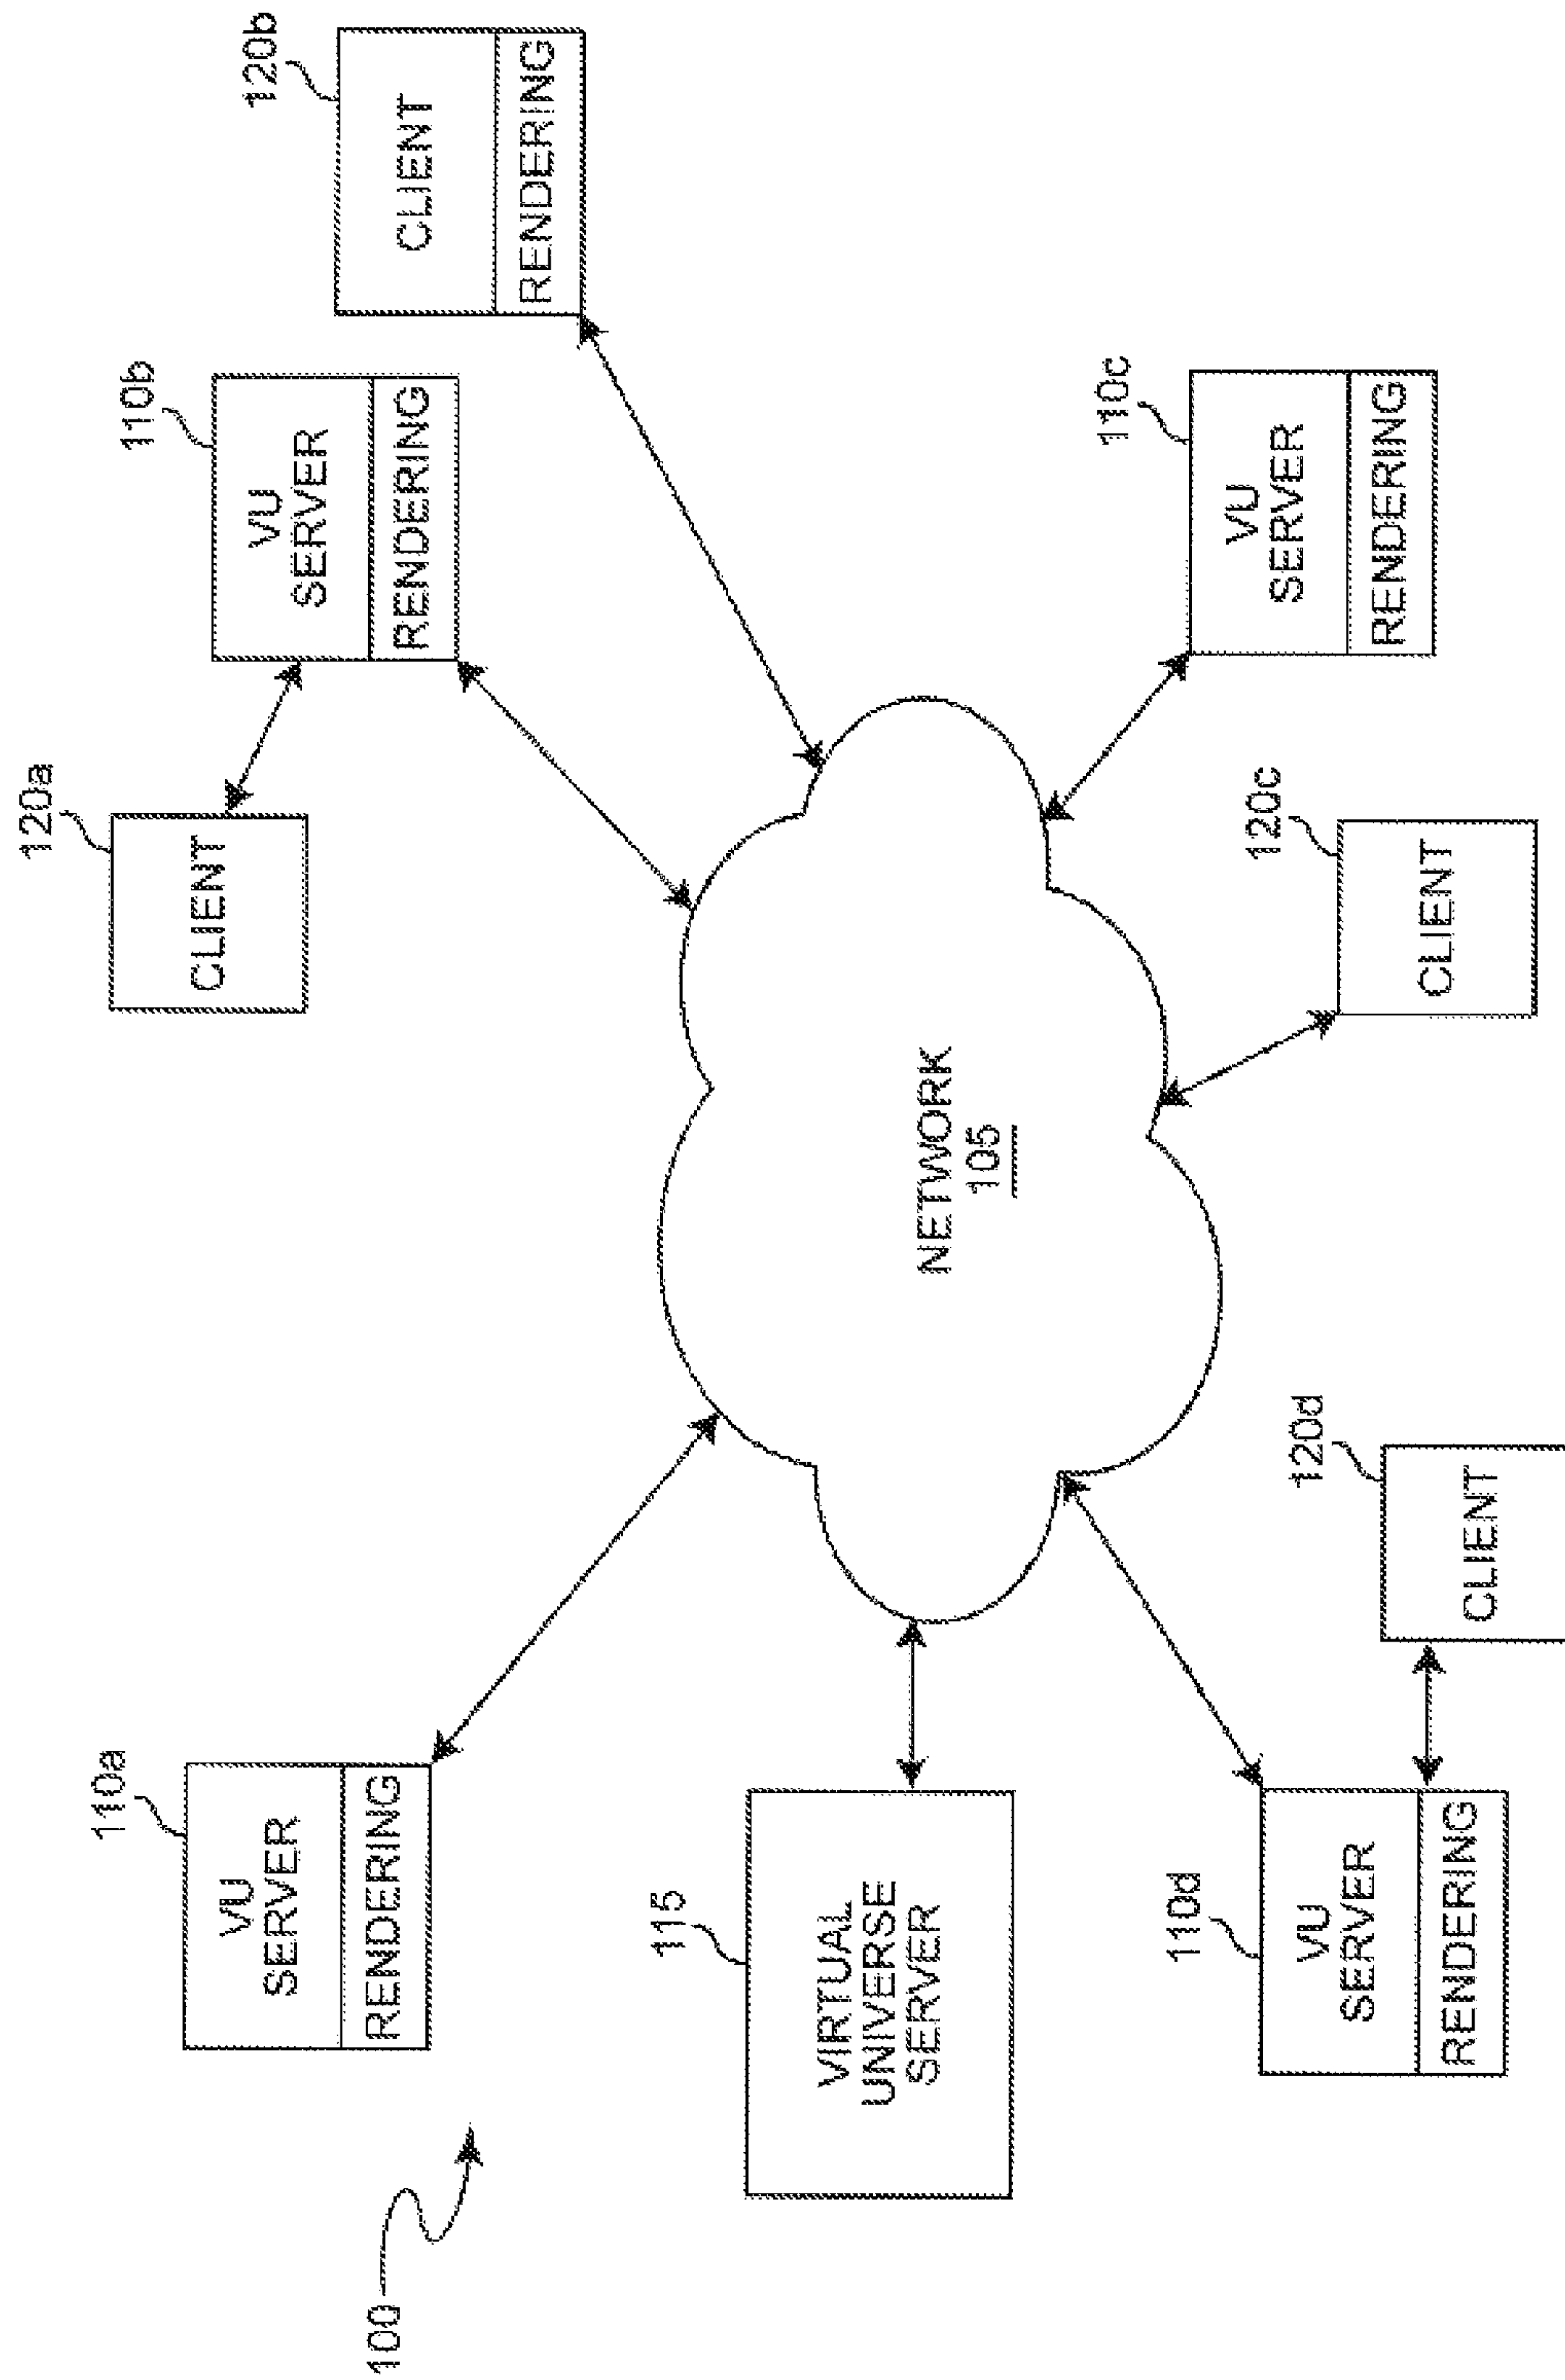 100
110a
VU
SERVER
RENDERING
120a
CLIENT
110b
VU
SERVER
RENDERING
120b
CLIENT
RENDERING
115
VIRTUAL
UNIVERSE
SERVER
NETWORK
105
110d
VU
SERVER
RENDERING
120d
CLIENT
120c
CLIENT
110c
VU
SERVER
RENDERING